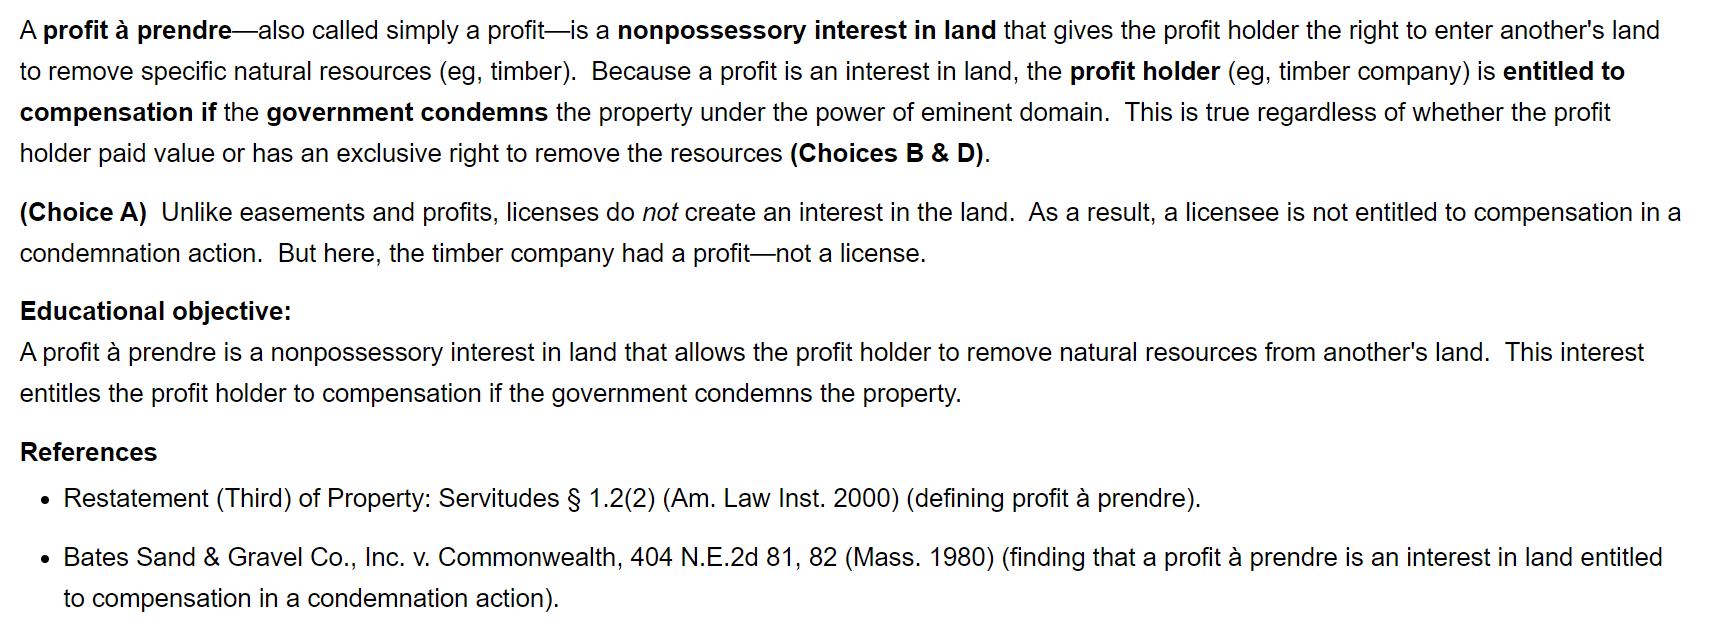 A profit à prendre—also called simply a profit—is a nonpossessory interest in land that gives the profit holder the right to enter another's land
to remove specific natural resources (eg, timber).  Because a profit is an interest in land, the profit holder (eg, timber company) is entitled to
compensation if the government condemns the property under the power of eminent domain.  This is true regardless of whether the profit
holder paid value or has an exclusive right to remove the resources (Choices B & D).
(Choice A)  Unlike easements and profits, licenses do not create an interest in the land.  As a result, a licensee is not entitled to compensation in a
condemnation action.  But here, the timber company had a profit—not a license.
Educational objective:
A profit à prendre is a nonpossessory interest in land that allows the profit holder to remove natural resources from another's land.  This interest
entitles the profit holder to compensation if the government condemns the property.
References
• Restatement (Third) of Property: Servitudes § 1.2(2) (Am. Law Inst. 2000) (defining profit à prendre).
• Bates Sand & Gravel Co., Inc. v. Commonwealth, 404 N.E.2d 81, 82 (Mass. 1980) (finding that a profit à prendre is an interest in land entitled
to compensation in a condemnation action).